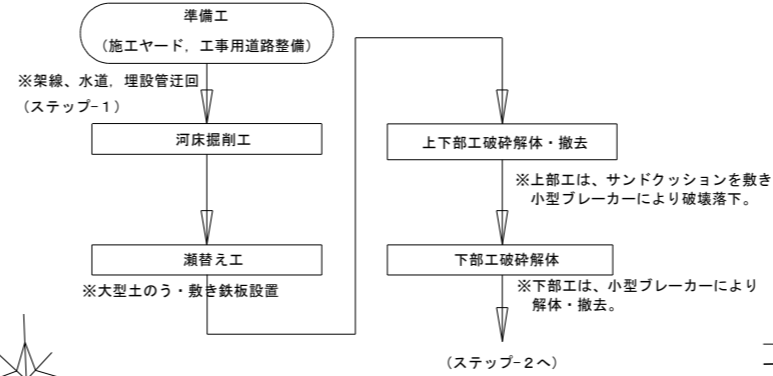 準備工
（施工ヤード，工事用道路整備）
※架線、水道，埋設管迂回
（ステップ-１）
河床掘削工
瀬替え工
※大型土のう・敷き鉄板設置
上下部工破砕解体・撤去
※上部工は、サンドクッションを敷き
小型ブレーカーにより破壊落下。
下部工破砕解体
※下部工は、小型ブレーカーにより
解体・撤去。
（ステップ-２へ）